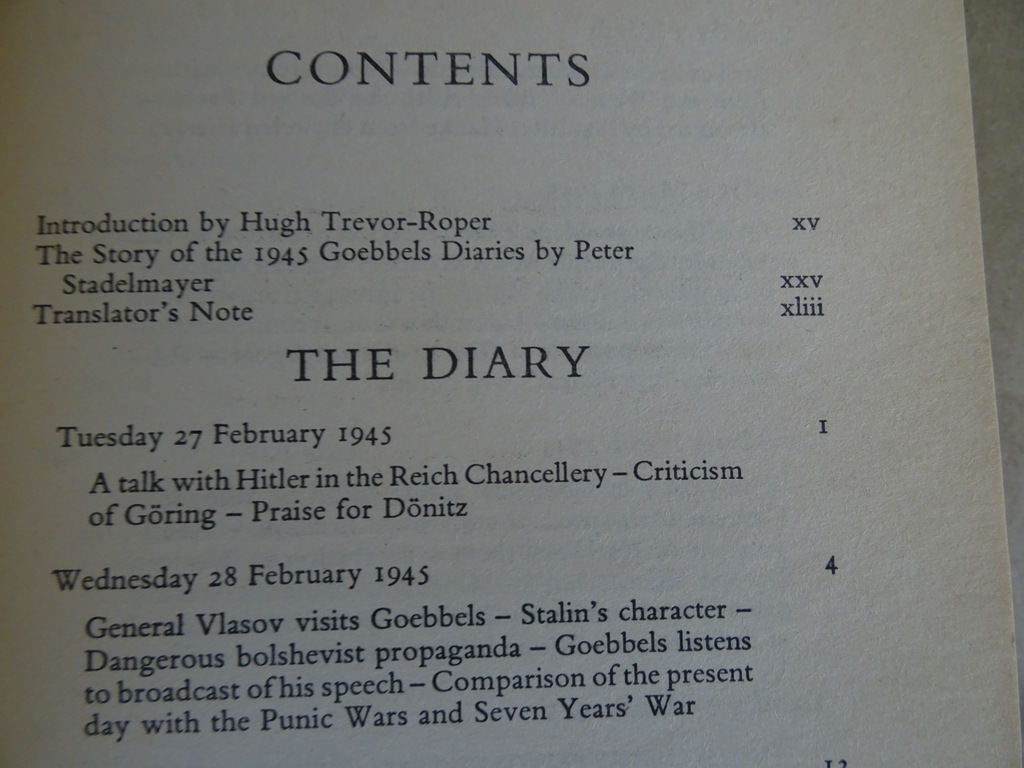 CONTENTS
Introduction by Hugh Trevor-Roper xv
The Story of the 1945 Goebbels Diaries by Peter
Stadelmayer xxv
Translator's Note xliii
THE DIARY
Tuesday 27 February 1945 1
A talk with Hitler in the Reich Chancellery – Criticism
of Göring – Praise for Dönitz
Wednesday 28 February 1945 4
General Vlasov visits Goebbels – Stalin's character –
Dangerous bolshevist propaganda – Goebbels listens
to broadcast of his speech – Comparison of the present
day with the Punic Wars and Seven Years' War